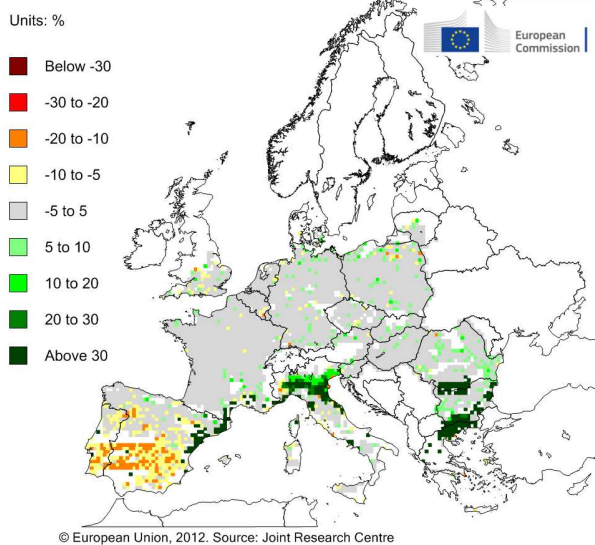 Units: %
European
Commission
Below -30
-30 to -20
-20 to -10
-10 to -5
-5 to 5
5 to 10
10 to 20
20 to 30
Above 30
© European Union, 2012. Source: Joint Research Centre